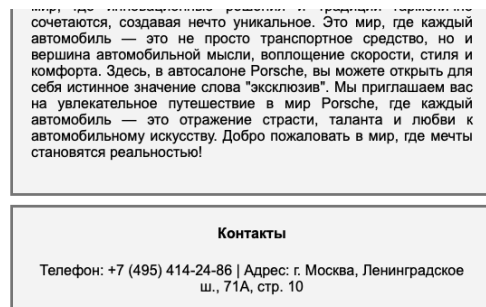 сочетаются, создавая нечто уникальное. Это мир, где каждый
автомобиль — это не просто транспортное средство, но и
вершина автомобильной мысли, воплощение скорости, стиля и
комфорта. Здесь, в автосалоне Porsche, вы можете открыть для
себя истинное значение слова "эксклюзив". Мы приглашаем вас
на увлекательное путешествие в мир Porsche, где каждый
автомобиль — это отражение страсти, таланта и любви к
автомобильному искусству. Добро пожаловать в мир, где мечты
становятся реальностью!
Контакты
Телефон: +7 (495) 414-24-86 | Адрес: г. Москва, Ленинградское
ш., 71А, стр. 10